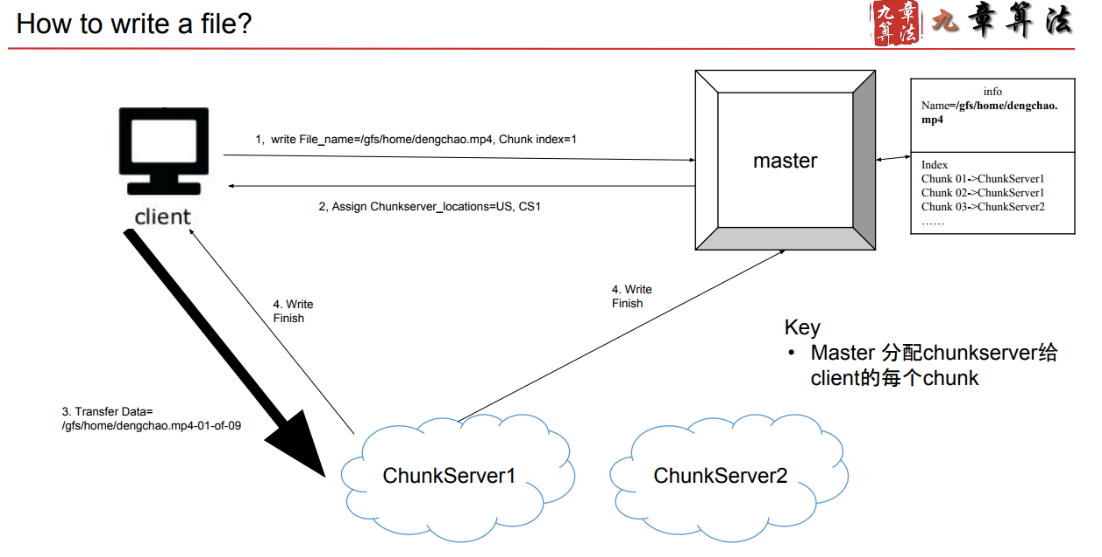 How to write a file?
九章算法
九章算法
1, write File_name=/gfs/home/dengchao.mp4, Chunk index=1
2, Assign Chunkserver_locations=US, CS1
client
master
info
Name=/gfs/home/dengchao.
mp4
Index
Chunk 01->ChunkServer1
Chunk 02->ChunkServer1
Chunk 03->ChunkServer2
……
4. Write
Finish
4. Write
Finish
Key
• Master 分配chunkserver给
client的每个chunk
3. Transfer Data=
/gfs/home/dengchao.mp4-01-of-09
ChunkServer1
ChunkServer2